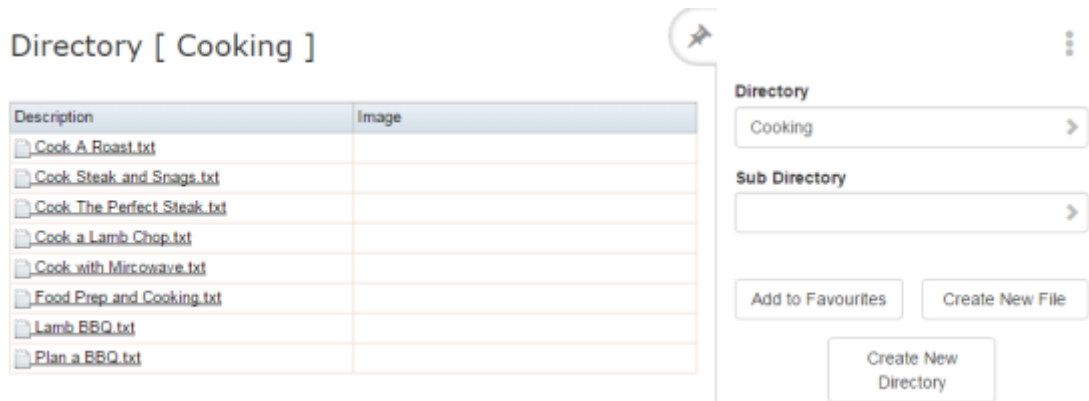 Directory [ Cooking ]
Description Image
Cook A Roast.txt
Cook Steak and Snags.txt
Cook The Perfect Steak.txt
Cook a Lamb Chop.txt
Cook with Mircowave.txt
Food Prep and Cooking.txt
Lamb BBQ.txt
Plan a BBQ.txt
Directory
Cooking
Sub Directory
Add to Favourites Create New File
Create New
Directory